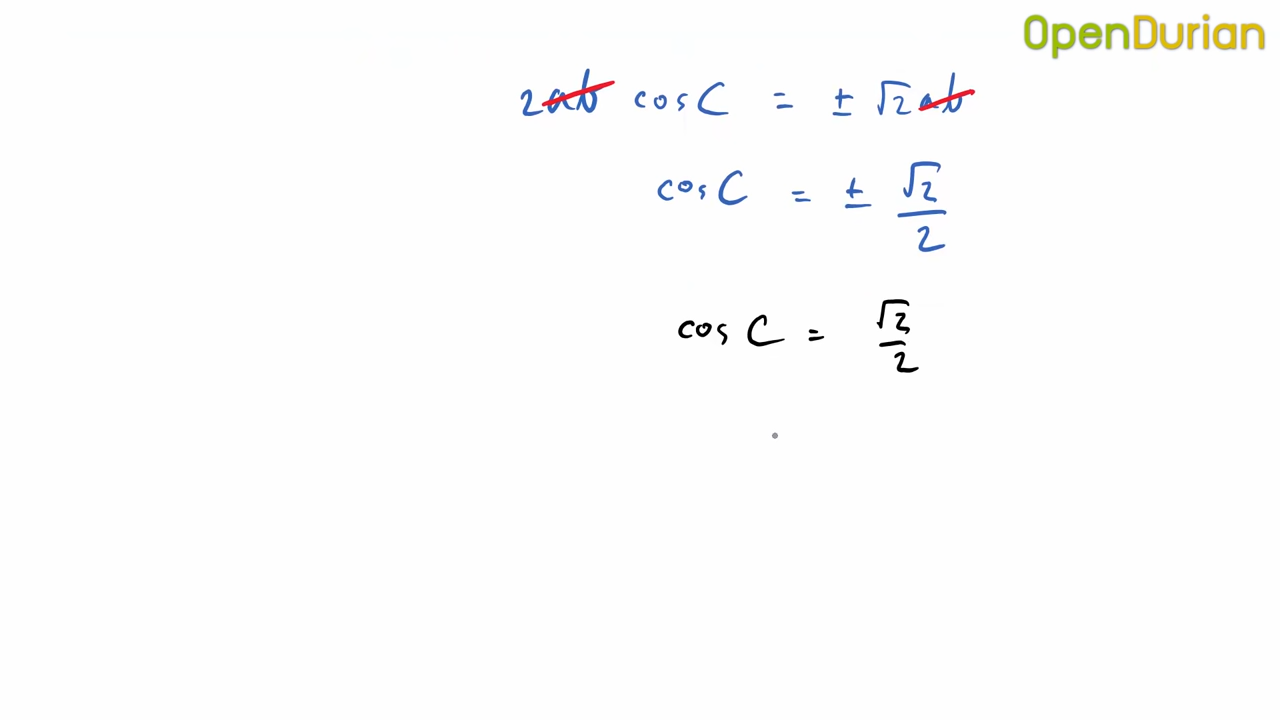 OpenDurian
2ab cos C = ± √2 ab
cos C = ± √2/2
cos C = √2/2